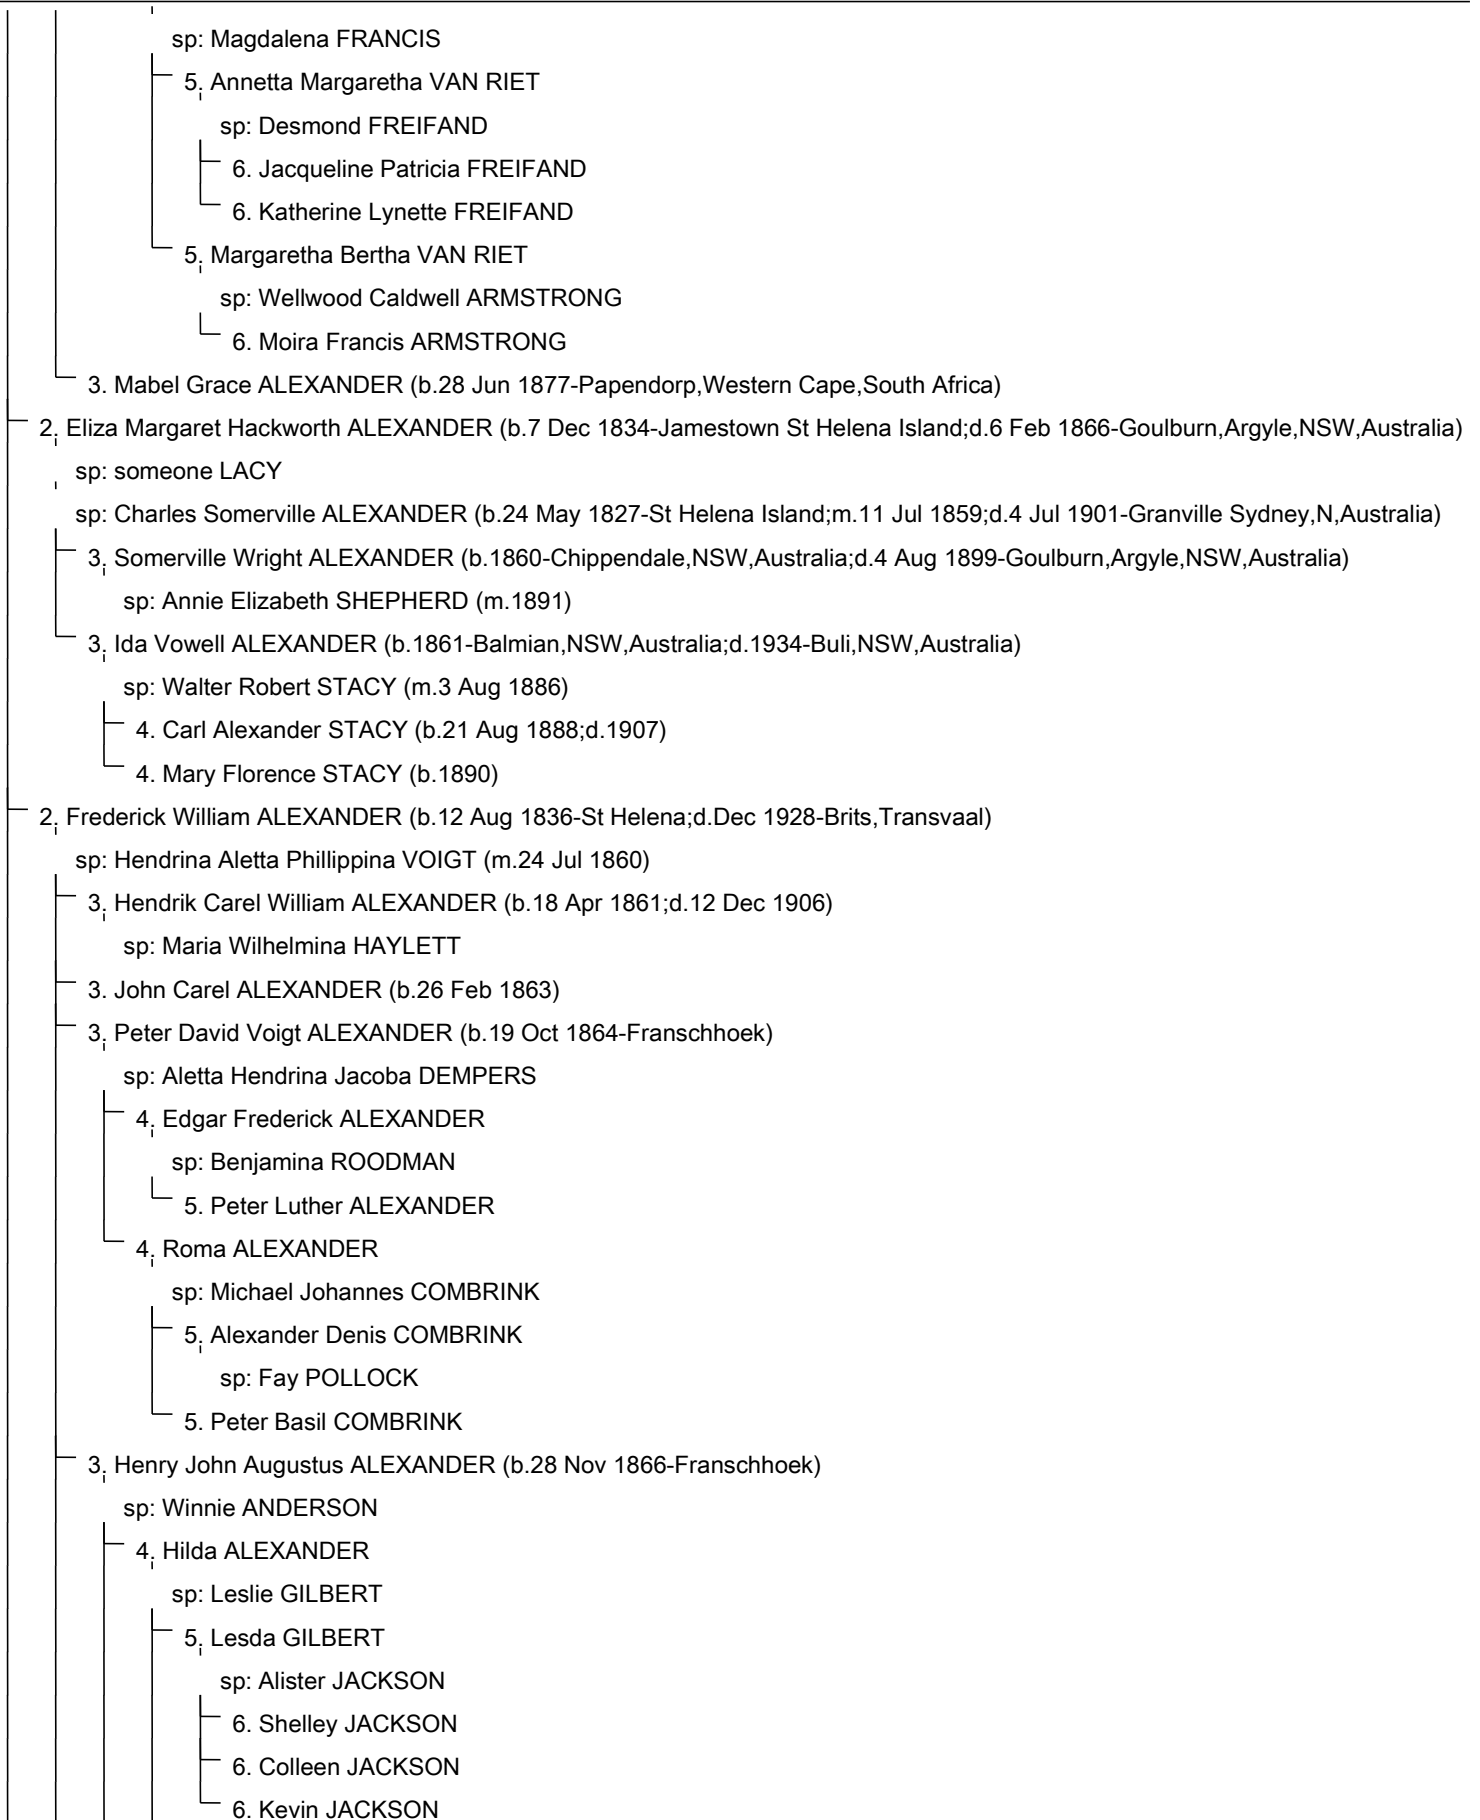 sp: Magdalena FRANCIS
5. Annetta Margaretha VAN RIET
sp: Desmond FREIFAND
6. Jacqueline Patricia FREIFAND
6. Katherine Lynette FREIFAND
5. Margaretha Bertha VAN RIET
sp: Wellwood Caldwell ARMSTRONG
6. Moira Francis ARMSTRONG
3. Mabel Grace ALEXANDER (b.28 Jun 1877-Papendorp,Western Cape,South Africa)
2. Eliza Margaret Hackworth ALEXANDER (b.7 Dec 1834-Jamestown St Helena Island;d.6 Feb 1866-Goulburn,Argyle,NSW,Australia)
sp: someone LACY
sp: Charles Somerville ALEXANDER (b.24 May 1827-St Helena Island;m.11 Jul 1859;d.4 Jul 1901-Granville Sydney,N,Australia)
3. Somerville Wright ALEXANDER (b.1860-Chippendale,NSW,Australia;d.4 Aug 1899-Goulburn,Argyle,NSW,Australia)
sp: Annie Elizabeth SHEPHERD (m.1891)
3. Ida Vowell ALEXANDER (b.1861-Balmian,NSW,Australia;d.1934-Buli,NSW,Australia)
sp: Walter Robert STACY (m.3 Aug 1886)
4. Carl Alexander STACY (b.21 Aug 1888;d.1907)
4. Mary Florence STACY (b.1890)
2. Frederick William ALEXANDER (b.12 Aug 1836-St Helena;d.Dec 1928-Brits,Transvaal)
sp: Hendrina Aletta Phillippina VOIGT (m.24 Jul 1860)
3. Hendrik Carel William ALEXANDER (b.18 Apr 1861;d.12 Dec 1906)
sp: Maria Wilhelmina HAYLETT
3. John Carel ALEXANDER (b.26 Feb 1863)
3. Peter David Voigt ALEXANDER (b.19 Oct 1864-Franschhoek)
sp: Aletta Hendrina Jacoba DEMPERS
4. Edgar Frederick ALEXANDER
sp: Benjamina ROODMAN
5. Peter Luther ALEXANDER
4. Roma ALEXANDER
sp: Michael Johannes COMBRINK
5. Alexander Denis COMBRINK
sp: Fay POLLOCK
5. Peter Basil COMBRINK
3. Henry John Augustus ALEXANDER (b.28 Nov 1866-Franschhoek)
sp: Winnie ANDERSON
4. Hilda ALEXANDER
sp: Leslie GILBERT
5. Lesda GILBERT
sp: Alister JACKSON
6. Shelley JACKSON
6. Colleen JACKSON
6. Kevin JACKSON